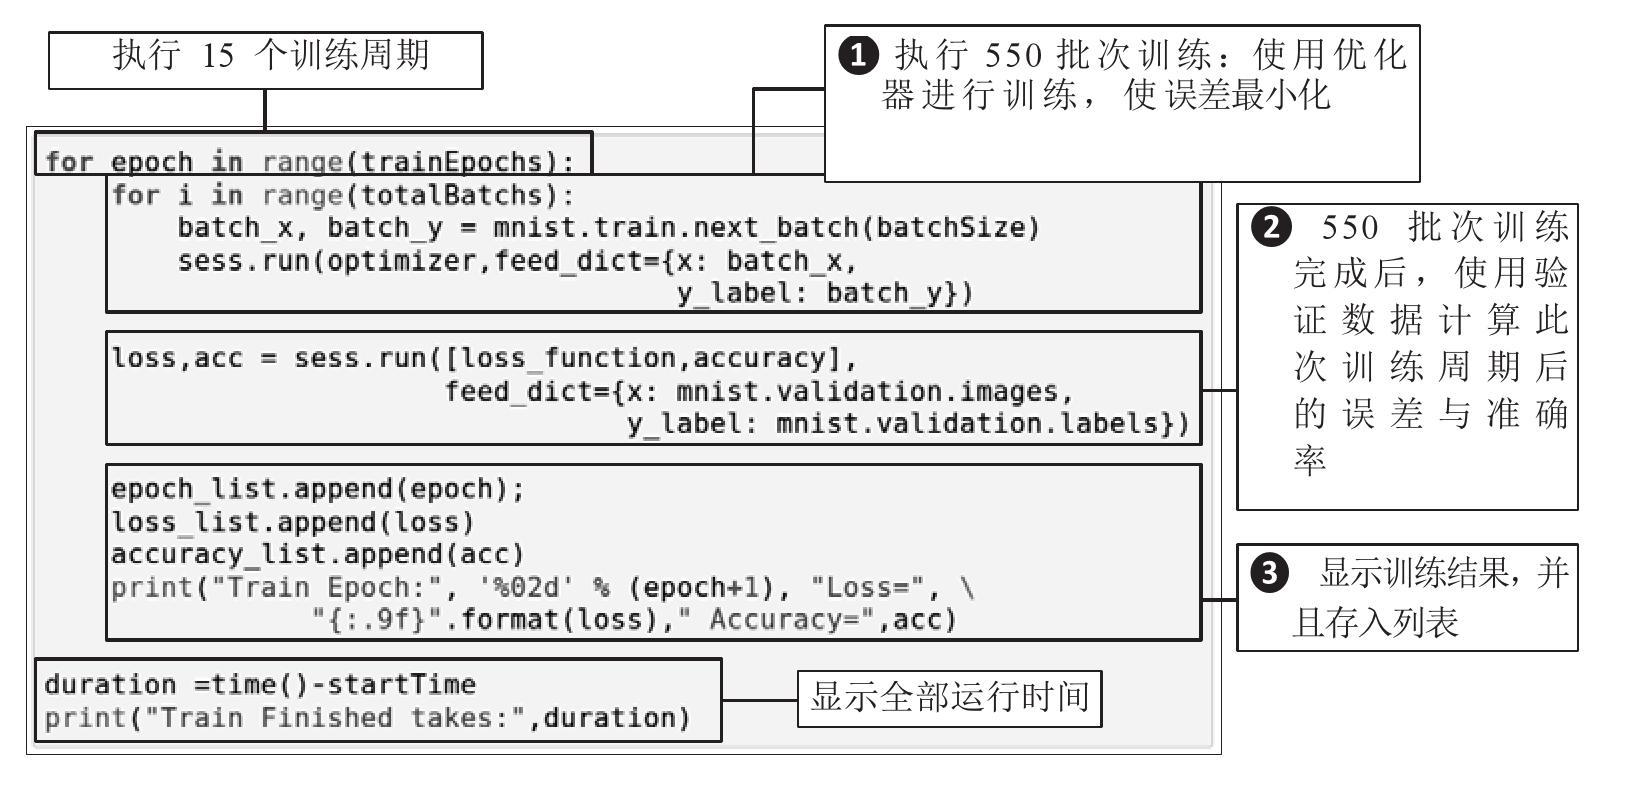 执行 15 个训练周期
❶ 执行 550 批次训练：使用优化
器进行训练，使误差最小化
for epoch in range(trainEpochs):
    for i in range(totalBatchs):
        batch_x, batch_y = mnist.train.next_batch(batchSize)
        sess.run(optimizer,feed_dict={x: batch_x,
                                      y_label: batch_y})
❷ 550 批次训练
完成后，使用验
证数据计算此
次训练周期后
的误差与准确
率
    loss,acc = sess.run([loss_function,accuracy],
                        feed_dict={x: mnist.validation.images,
                                   y_label: mnist.validation.labels})
    epoch_list.append(epoch);
    loss_list.append(loss)
    accuracy_list.append(acc)
    print("Train Epoch:", '%02d' % (epoch+1), "Loss=", \
                "{:.9f}".format(loss)," Accuracy=",acc)
❸ 显示训练结果，并
且存入列表
duration =time()-startTime
print("Train Finished takes:",duration)
显示全部运行时间